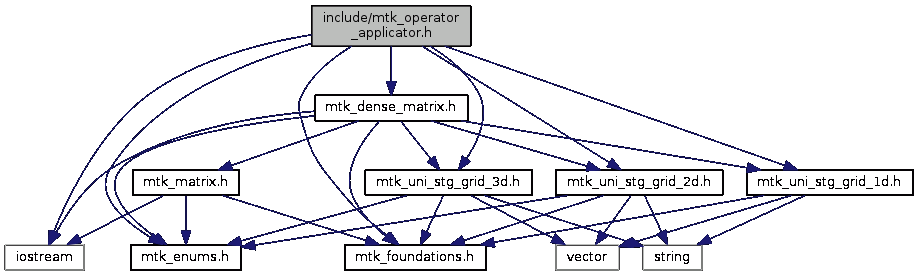 include/mtk_operator
_applicator.h
mtk_dense_matrix.h
mtk_matrix.h
mtk_uni_stg_grid_3d.h
mtk_uni_stg_grid_2d.h
mtk_uni_stg_grid_1d.h
iostream
mtk_enums.h
mtk_foundations.h
vector
string